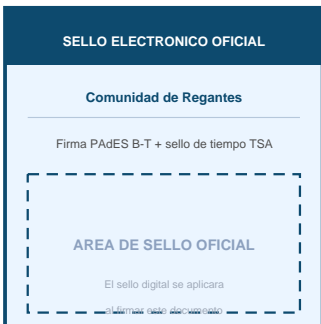 SELLO ELECTRONICO OFICIAL
Comunidad de Regantes
Firma PAdES B-T + sello de tiempo TSA
AREA DE SELLO OFICIAL
El sello digital se aplicara
al firmar este documento